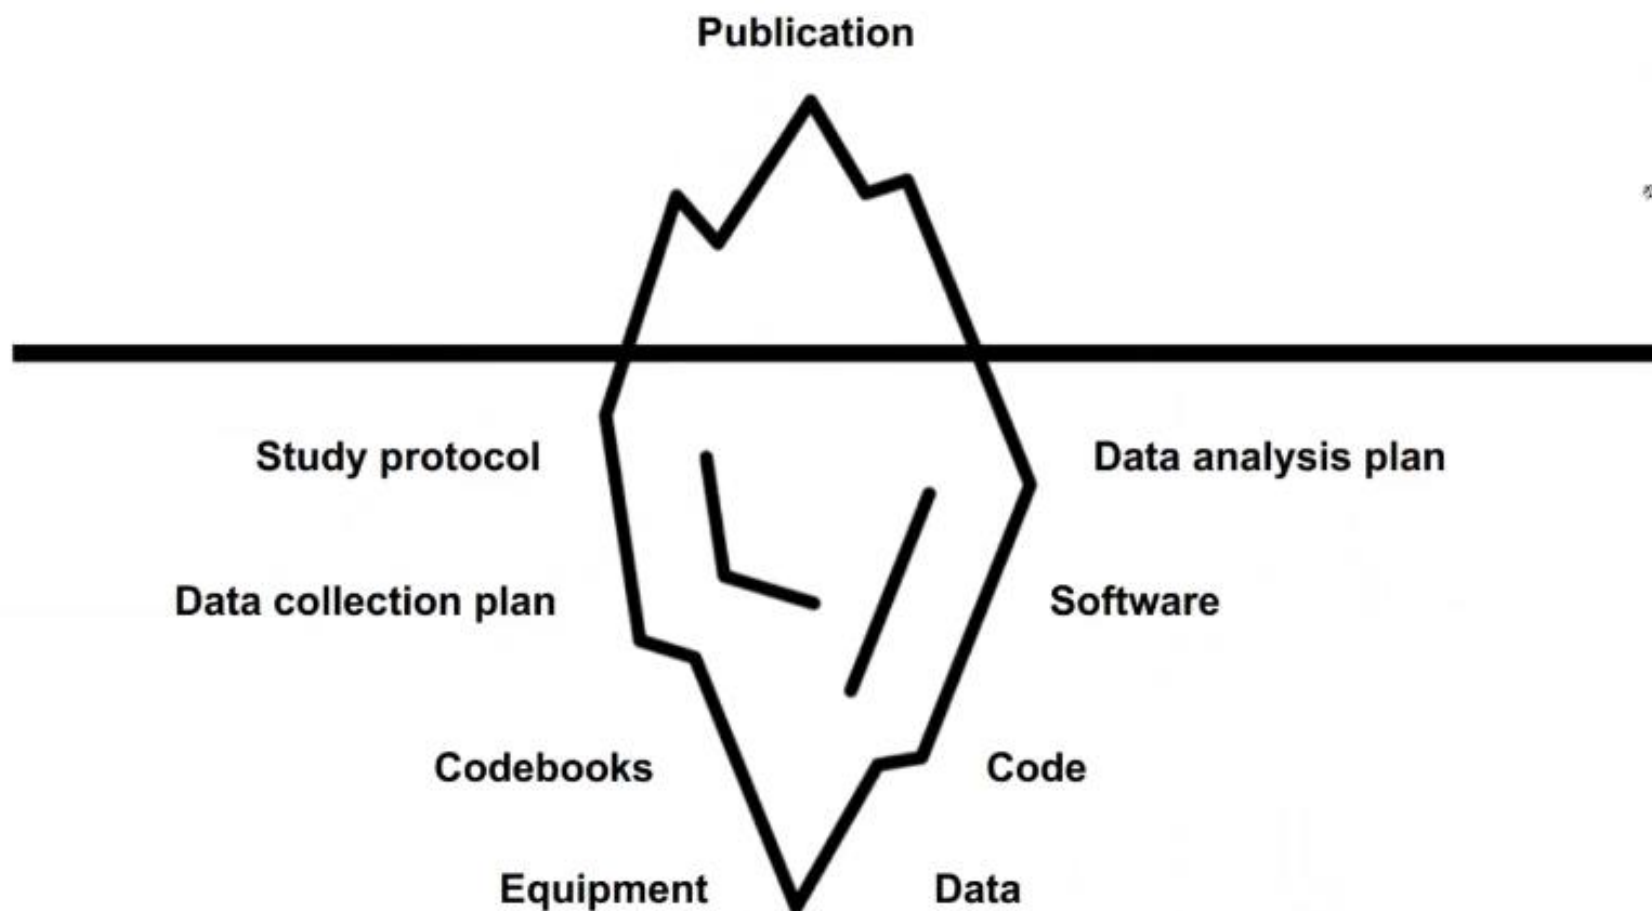 Publication
Study protocol
Data analysis plan
Data collection plan
Software
Codebooks
Code
Equipment
Data